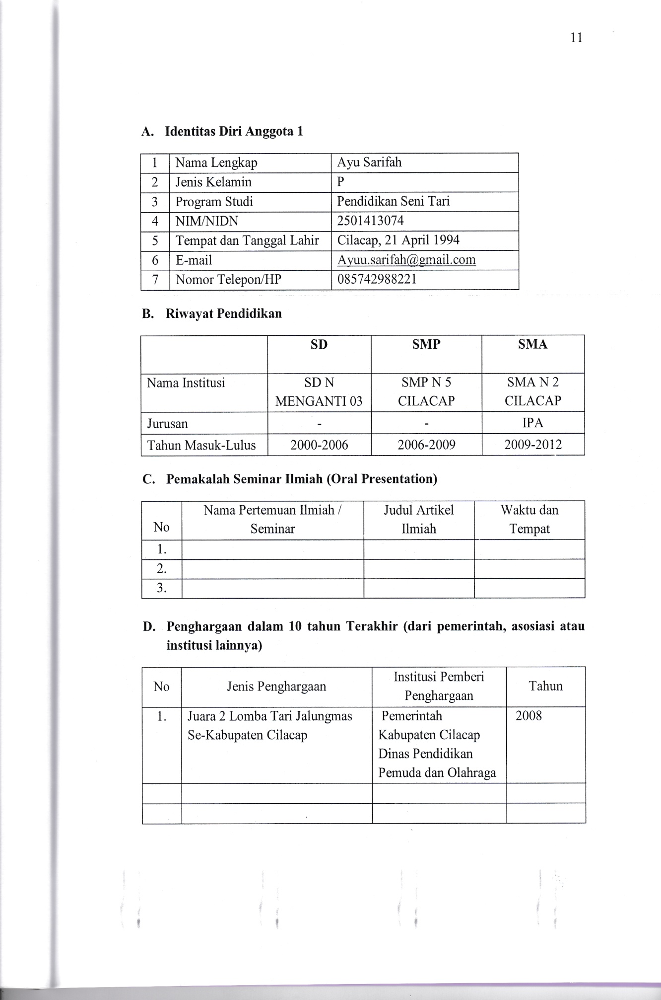 11
A. Identitas Diri Anggota 1
1 Nama Lengkap Ayu Sarifah
2 Jenis Kelamin P
3 Program Studi Pendidikan Seni Tari
4 NIM/NIDN 2501413074
5 Tempat dan Tanggal Lahir Cilacap, 21 April 1994
6 E-mail Ayuu.sarifah@gmail.com
7 Nomor Telepon/HP 085742988221
B. Riwayat Pendidikan
SD SMP SMA
Nama Institusi SD N SMP N 5 SMA N 2
MENGANTI 03 CILACAP CILACAP
Jurusan - - IPA
Tahun Masuk-Lulus 2000-2006 2006-2009 2009-2012
C. Pemakalah Seminar Ilmiah (Oral Presentation)
Nama Pertemuan Ilmiah / Judul Artikel Waktu dan
No Seminar Ilmiah Tempat
1.
2.
3.
D. Penghargaan dalam 10 tahun Terakhir (dari pemerintah, asosiasi atau
institusi lainnya)
No Jenis Penghargaan Institusi Pemberi Tahun
Penghargaan
1. Juara 2 Lomba Tari Jalungmas Pemerintah 2008
Se-Kabupaten Cilacap Kabupaten Cilacap
Dinas Pendidikan
Pemuda dan Olahraga